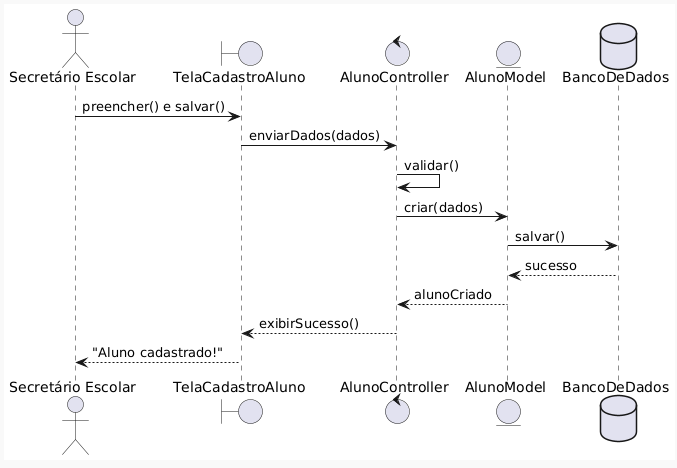 Secretário Escolar TelaCadastroAluno AlunoController AlunoModel BancoDeDados
preencher() e salvar()
enviarDados(dados)
validar()
criar(dados)
salvar()
sucesso
alunoCriado
exibirSucesso()
"Aluno cadastrado!"
Secretário Escolar TelaCadastroAluno AlunoController AlunoModel BancoDeDados